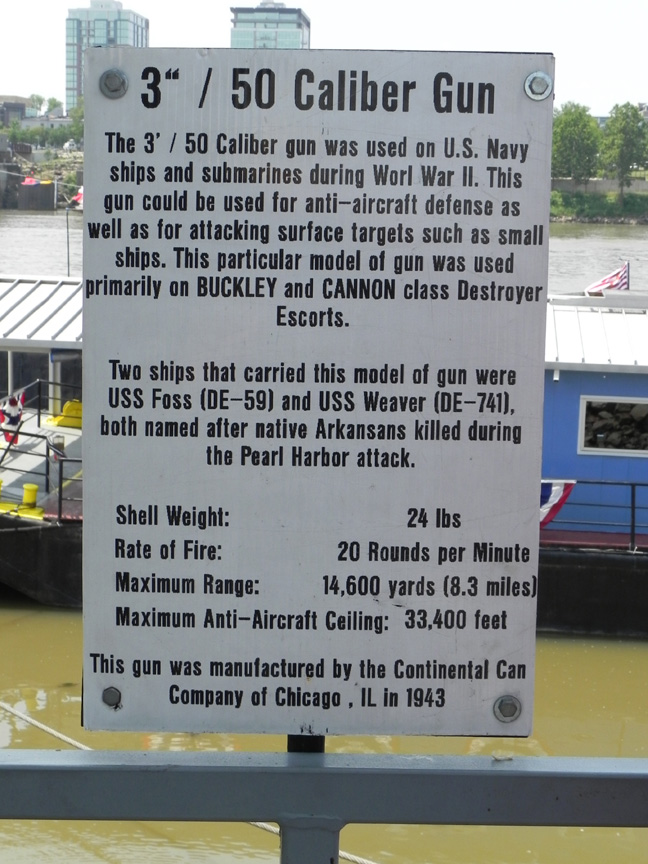 3“ / 50 Caliber Gun
The 3’ / 50 Caliber gun was used on U.S. Navy
ships and submarines during Worl War II. This
gun could be used for anti–aircraft defense as
well as for attacking surface targets such as small
ships. This particular model of gun was used
primarily on BUCKLEY and CANNON class Destroyer
Escorts.
Two ships that carried this model of gun were
USS Foss (DE–59) and USS Weaver (DE–741),
both named after native Arkansans killed during
the Pearl Harbor attack.
Shell Weight: 24 lbs
Rate of Fire: 20 Rounds per Minute
Maximum Range: 14,600 yards (8.3 miles)
Maximum Anti–Aircraft Ceiling: 33,400 feet
This gun was manufactured by the Continental Can
Company of Chicago , IL in 1943